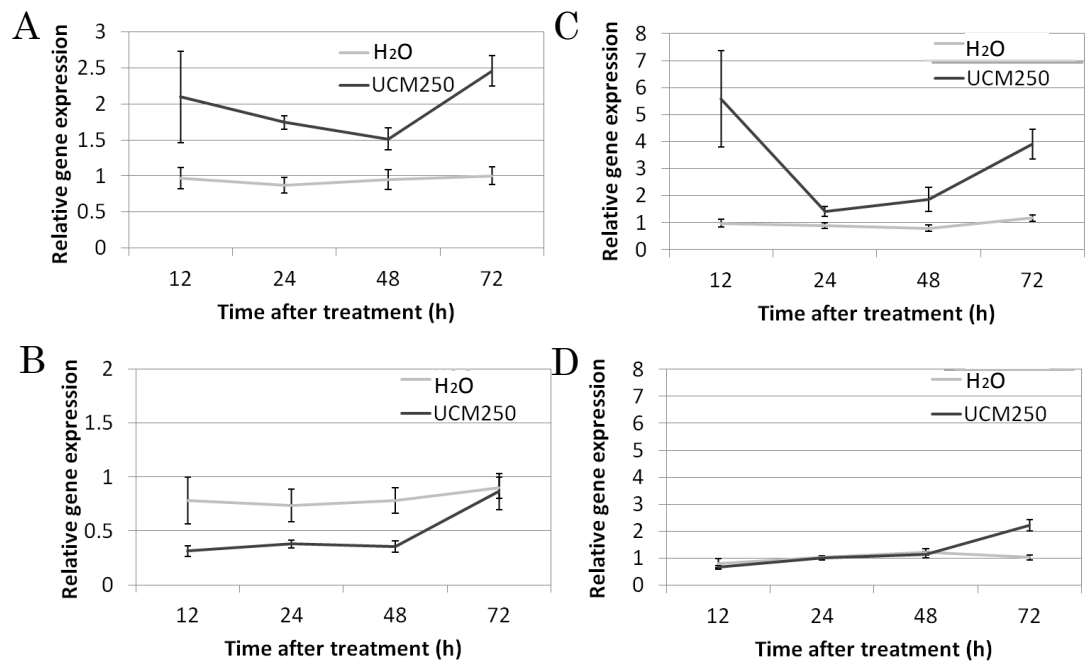 A
Relative gene expression
3
2.5
2
1.5
1
0.5
0
H₂O
UCM250
12 24 48 72
Time after treatment (h)
C
Relative gene expression
8
7
6
5
4
3
2
1
0
H₂O
UCM250
12 24 48 72
Time after treatment (h)
B
Relative gene expression
2
1.5
1
0.5
0
H₂O
UCM250
12 24 48 72
Time after treatment (h)
D
Relative gene expression
8
7
6
5
4
3
2
1
0
H₂O
UCM250
12 24 48 72
Time after treatment (h)